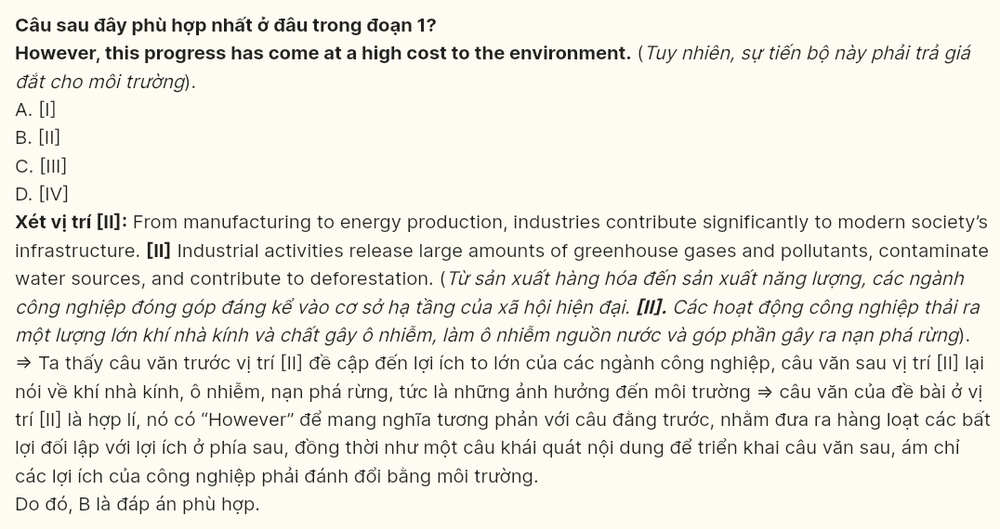 Câu sau đây phù hợp nhất ở đâu trong đoạn 1?
However, this progress has come at a high cost to the environment. (Tuy nhiên, sự tiến bộ này phải trả giá
đắt cho môi trường).
A. [I]
B. [II]
C. [III]
D. [IV]
Xét vị trí [II]: From manufacturing to energy production, industries contribute significantly to modern society’s
infrastructure. [II] Industrial activities release large amounts of greenhouse gases and pollutants, contaminate
water sources, and contribute to deforestation. (Từ sản xuất hàng hóa đến sản xuất năng lượng, các ngành
công nghiệp đóng góp đáng kể vào cơ sở hạ tầng của xã hội hiện đại. [II]. Các hoạt động công nghiệp thải ra
một lượng lớn khí nhà kính và chất gây ô nhiễm, làm ô nhiễm nguồn nước và góp phần gây ra nạn phá rừng).
⇒ Ta thấy câu văn trước vị trí [II] đề cập đến lợi ích to lớn của các ngành công nghiệp, câu văn sau vị trí [II] lại
nói về khí nhà kính, ô nhiễm, nạn phá rừng, tức là những ảnh hưởng đến môi trường ⇒ câu văn của đề bài ở vị
trí [II] là hợp lí, nó có “However” để mang nghĩa tương phản với câu đằng trước, nhằm đưa ra hàng loạt các bất
lợi đối lập với lợi ích ở phía sau, đồng thời như một câu khái quát nội dung để triển khai câu văn sau, ám chỉ
các lợi ích của công nghiệp phải đánh đổi bằng môi trường.
Do đó, B là đáp án phù hợp.